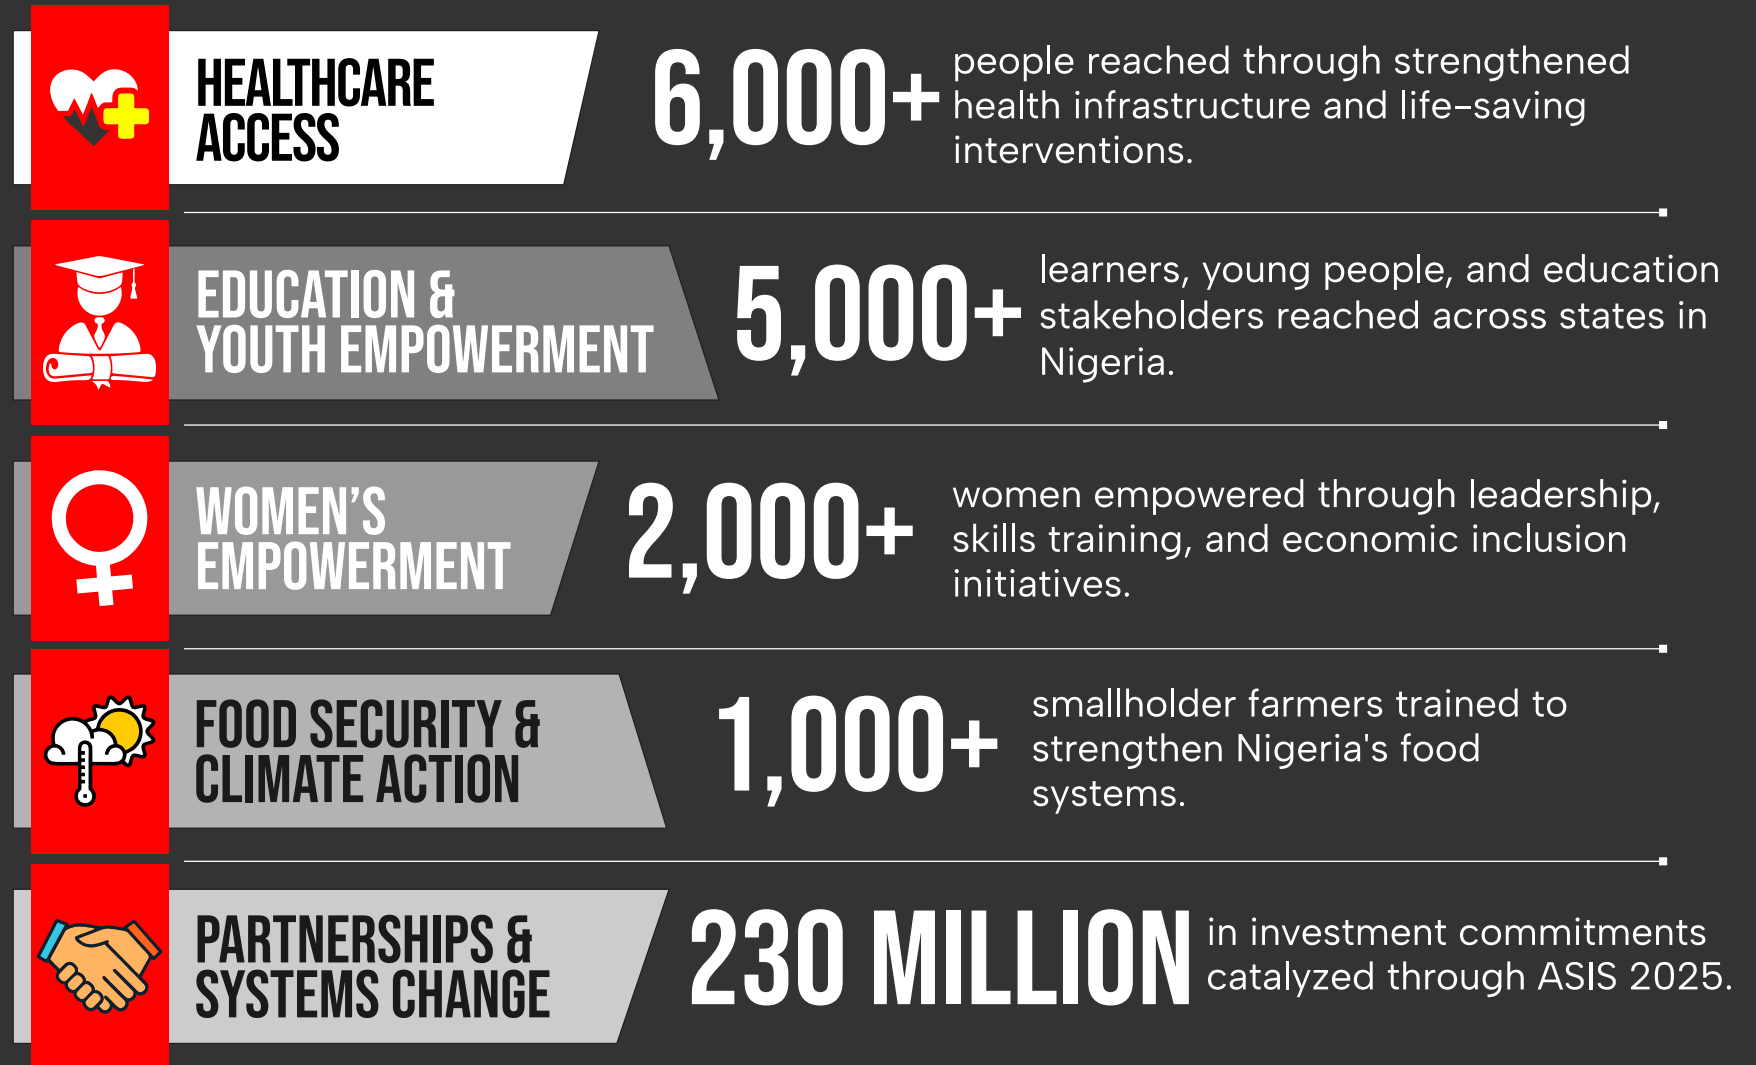 HEALTHCARE
ACCESS
6,000+
people reached through strengthened
health infrastructure and life-saving
interventions.
EDUCATION &
YOUTH EMPOWERMENT
5,000+
learners, young people, and education
stakeholders reached across states in
Nigeria.
WOMEN'S
EMPOWERMENT
2,000+
women empowered through leadership,
skills training, and economic inclusion
initiatives.
FOOD SECURITY &
CLIMATE ACTION
1,000+
smallholder farmers trained to
strengthen Nigeria's food
systems.
PARTNERSHIPS &
SYSTEMS CHANGE
230 MILLION
in investment commitments
catalyzed through ASIS 2025.